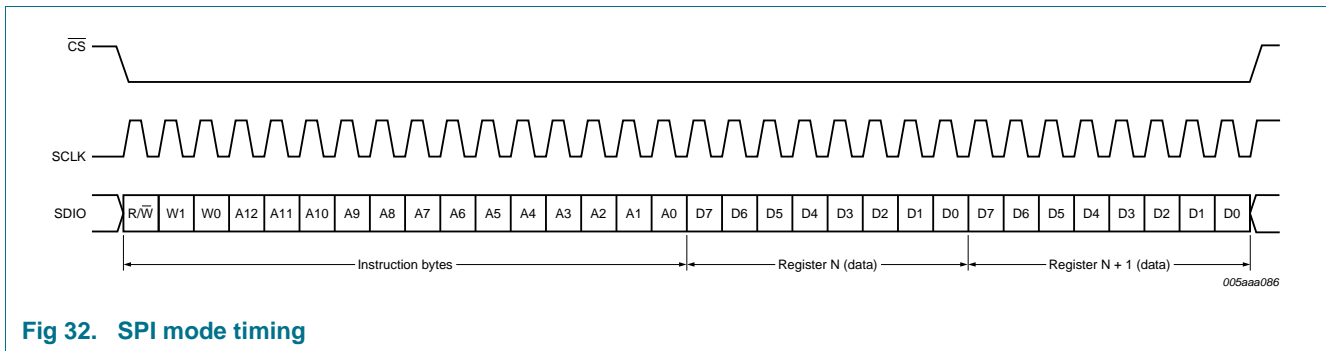 CS
SCLK
SDIO R/W W1 W0 A12 A11 A10 A9 A8 A7 A6 A5 A4 A3 A2 A1 A0 D7 D6 D5 D4 D3 D2 D1 D0 D7 D6 D5 D4 D3 D2 D1 D0
Instruction bytes Register N (data) Register N + 1 (data)
005aaa086
Fig 32. SPI mode timing